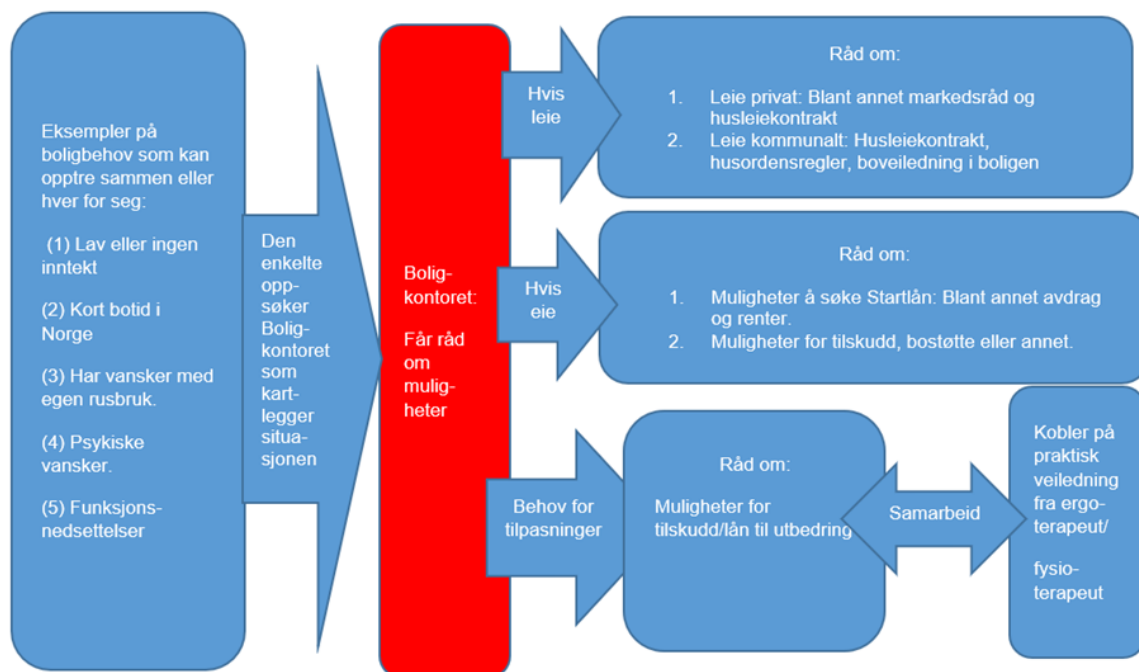 Eksempler på
boligbehov som kan
opptre sammen eller
hver for seg:
(1) Lav eller ingen
inntekt
(2) Kort botid i
Norge
(3) Har vansker med
egen rusbruk.
(4) Psykiske
vansker.
(5) Funksjons-
nedsettelser
Den
enkelte
opp-
søker
Bolig-
kontoret
som
kart-
legger
situa-
sjonen
Bolig-
kontoret:
Får råd
om
mulig-
heter
Hvis
leie
Råd om:
1. Leie privat: Blant annet markedsråd og
husleiekontrakt
2. Leie kommunalt: Husleiekontrakt,
husordensregler, boveiledning i boligen
Hvis
eie
Råd om:
1. Muligheter å søke Startlån: Blant annet avdrag
og renter.
2. Muligheter for tilskudd, bostøtte eller annet.
Behov for
tilpasninger
Råd om:
Muligheter for
tilskudd/lån til utbedring
Samarbeid
Kobler på
praktisk
veiledning
fra ergo-
terapeut/
fysio-
terapeut